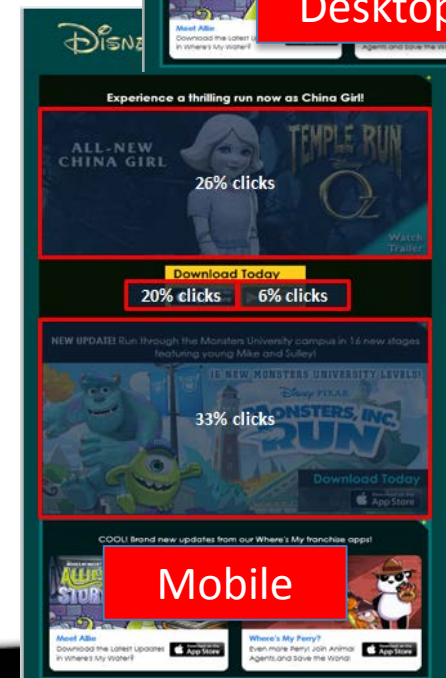 Desktop
Meet Allie
Download the Latest
in Where's My Water?
Agents, and Save the
Experience a thrilling run now as China Girl!
ALL-NEW
CHINA GIRL
TEMPLE RUN
OZ
26% clicks
Watch
Trailer
Download Today
20% clicks
6% clicks
NEW UPDATE! Run through the Monsters University campus in 16 new stages
featuring young Mike and Sulley!
16 NEW MONSTERS UNIVERSITY LEVELS!
Disney PIXAR
MONSTERS, INC.
RUN
33% clicks
Download Today
App Store
COOL! Brand new updates from our Where's My franchise apps!
Mobile
Meet Allie
Download the Latest Updates
in Where's My Water?
App Store
Where's My Perry?
Even more Perry! Join Animal
Agents, and Save the World!
App Store